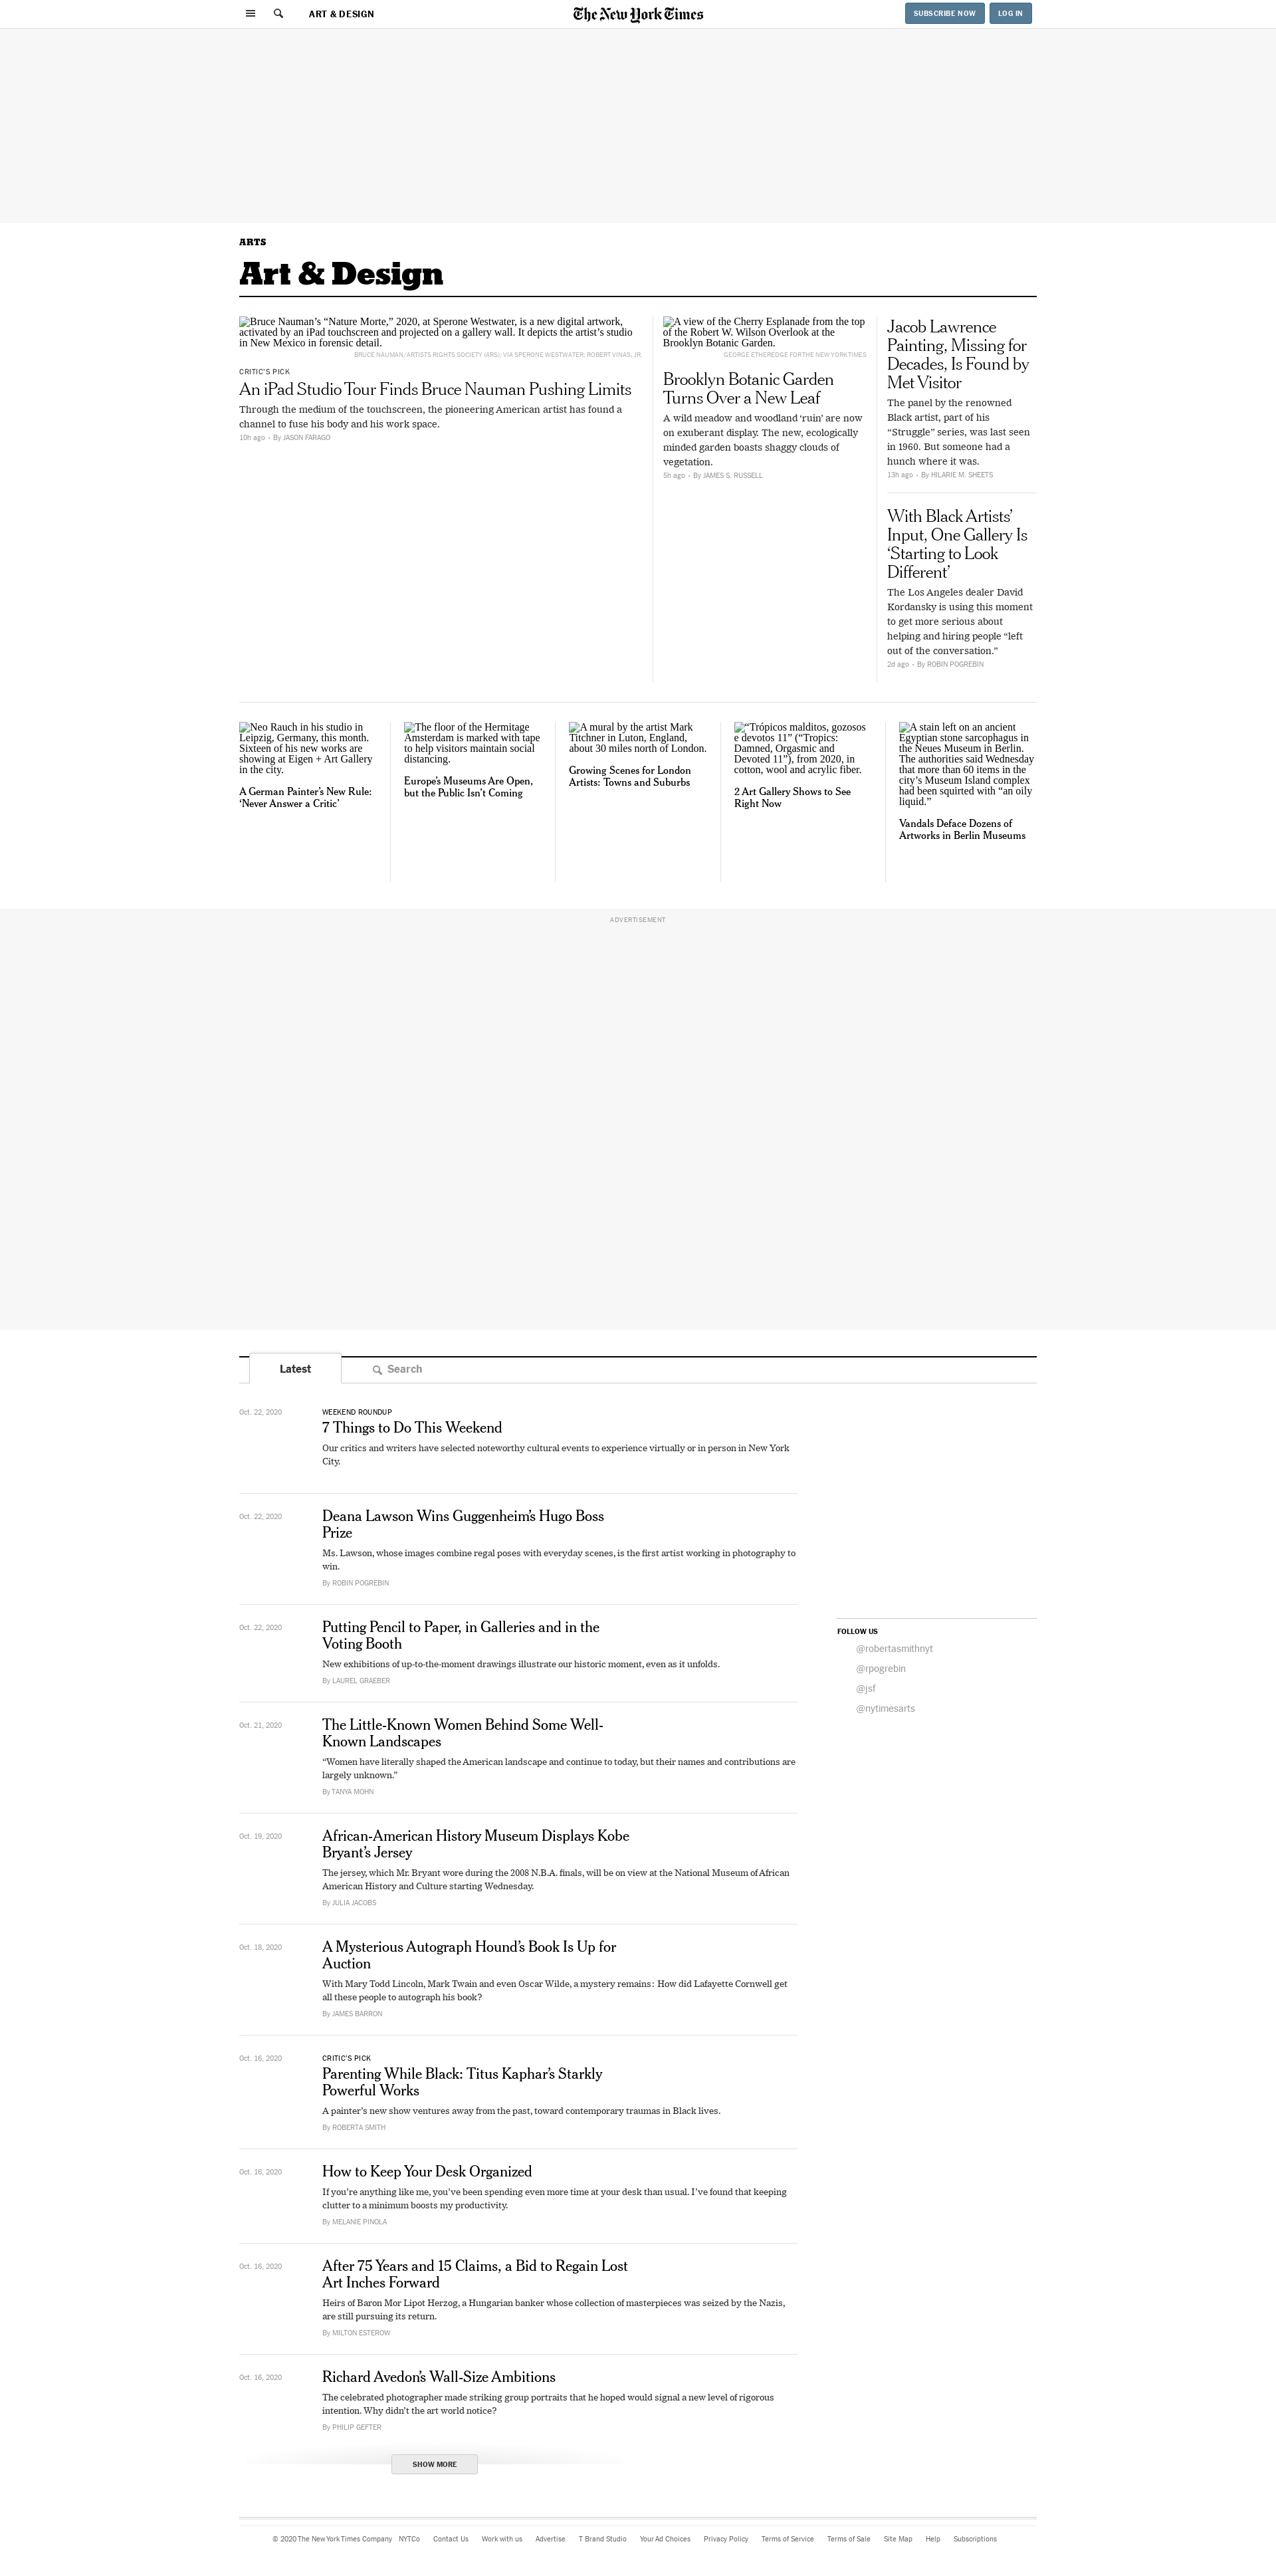 ART & DESIGN
The New York Times
SUBSCRIBE NOW
LOG IN
ARTS
Art & Design
Bruce Nauman’s “Nature Morte,” 2020, at Sperone Westwater, is a new digital artwork,
activated by an iPad touchscreen and projected on a gallery wall. It depicts the artist’s studio
in New Mexico in forensic detail.
BRUCE NAUMAN/ARTISTS RIGHTS SOCIETY (ARS); VIA SPERONE WESTWATER; ROBERT VINAS, JR.
CRITIC’S PICK
An iPad Studio Tour Finds Bruce Nauman Pushing Limits
Through the medium of the touchscreen, the pioneering American artist has found a
channel to fuse his body and his work space.
10h ago • By JASON FARAGO
A view of the Cherry Esplanade from the top
of the Robert W. Wilson Overlook at the
Brooklyn Botanic Garden.
GEORGE ETHEREDGE FOR THE NEW YORK TIMES
Brooklyn Botanic Garden
Turns Over a New Leaf
A wild meadow and woodland ‘ruin’ are now
on exuberant display. The new, ecologically
minded garden boasts shaggy clouds of
vegetation.
5h ago • By JAMES S. RUSSELL
Jacob Lawrence
Painting, Missing for
Decades, Is Found by
Met Visitor
The panel by the renowned
Black artist, part of his
“Struggle” series, was last seen
in 1960. But someone had a
hunch where it was.
13h ago • By HILARIE M. SHEETS
With Black Artists’
Input, One Gallery Is
‘Starting to Look
Different’
The Los Angeles dealer David
Kordansky is using this moment
to get more serious about
helping and hiring people “left
out of the conversation.”
2d ago • By ROBIN POGREBIN
Neo Rauch in his studio in
Leipzig, Germany, this month.
Sixteen of his new works are
showing at Eigen + Art Gallery
in the city.
A German Painter’s New Rule:
‘Never Answer a Critic’
The floor of the Hermitage
Amsterdam is marked with tape
to help visitors maintain social
distancing.
Europe’s Museums Are Open,
but the Public Isn’t Coming
A mural by the artist Mark
Titchner in Luton, England,
about 30 miles north of London.
Growing Scenes for London
Artists: Towns and Suburbs
“Trópicos malditos, gozosos
e devotos 11” (“Tropics:
Damned, Orgasmic and
Devoted 11”), from 2020, in
cotton, wool and acrylic fiber.
2 Art Gallery Shows to See
Right Now
A stain left on an ancient
Egyptian stone sarcophagus in
the Neues Museum in Berlin.
The authorities said Wednesday
that more than 60 items in the
city’s Museum Island complex
had been squirted with “an oily
liquid.”
Vandals Deface Dozens of
Artworks in Berlin Museums
ADVERTISEMENT
Latest
Search
Oct. 22, 2020
WEEKEND ROUNDUP
7 Things to Do This Weekend
Our critics and writers have selected noteworthy cultural events to experience virtually or in person in New York
City.
Oct. 22, 2020
Deana Lawson Wins Guggenheim’s Hugo Boss
Prize
Ms. Lawson, whose images combine regal poses with everyday scenes, is the first artist working in photography to
win.
By ROBIN POGREBIN
Oct. 22, 2020
Putting Pencil to Paper, in Galleries and in the
Voting Booth
New exhibitions of up-to-the-moment drawings illustrate our historic moment, even as it unfolds.
By LAUREL GRAEBER
Oct. 21, 2020
The Little-Known Women Behind Some Well-
Known Landscapes
“Women have literally shaped the American landscape and continue to today, but their names and contributions are
largely unknown.”
By TANYA MOHN
Oct. 19, 2020
African-American History Museum Displays Kobe
Bryant’s Jersey
The jersey, which Mr. Bryant wore during the 2008 N.B.A. finals, will be on view at the National Museum of African
American History and Culture starting Wednesday.
By JULIA JACOBS
Oct. 18, 2020
A Mysterious Autograph Hound’s Book Is Up for
Auction
With Mary Todd Lincoln, Mark Twain and even Oscar Wilde, a mystery remains: How did Lafayette Cornwell get
all these people to autograph his book?
By JAMES BARRON
Oct. 16, 2020
CRITIC’S PICK
Parenting While Black: Titus Kaphar’s Starkly
Powerful Works
A painter’s new show ventures away from the past, toward contemporary traumas in Black lives.
By ROBERTA SMITH
Oct. 16, 2020
How to Keep Your Desk Organized
If you’re anything like me, you’ve been spending even more time at your desk than usual. I’ve found that keeping
clutter to a minimum boosts my productivity.
By MELANIE PINOLA
Oct. 16, 2020
After 75 Years and 15 Claims, a Bid to Regain Lost
Art Inches Forward
Heirs of Baron Mor Lipot Herzog, a Hungarian banker whose collection of masterpieces was seized by the Nazis,
are still pursuing its return.
By MILTON ESTEROW
Oct. 16, 2020
Richard Avedon’s Wall-Size Ambitions
The celebrated photographer made striking group portraits that he hoped would signal a new level of rigorous
intention. Why didn’t the art world notice?
By PHILIP GEFTER
SHOW MORE
FOLLOW US
@robertasmithnyt
@rpogrebin
@jsf
@nytimesarts
© 2020 The New York Times Company NYTCo Contact Us Work with us Advertise T Brand Studio Your Ad Choices Privacy Policy Terms of Service Terms of Sale Site Map Help Subscriptions